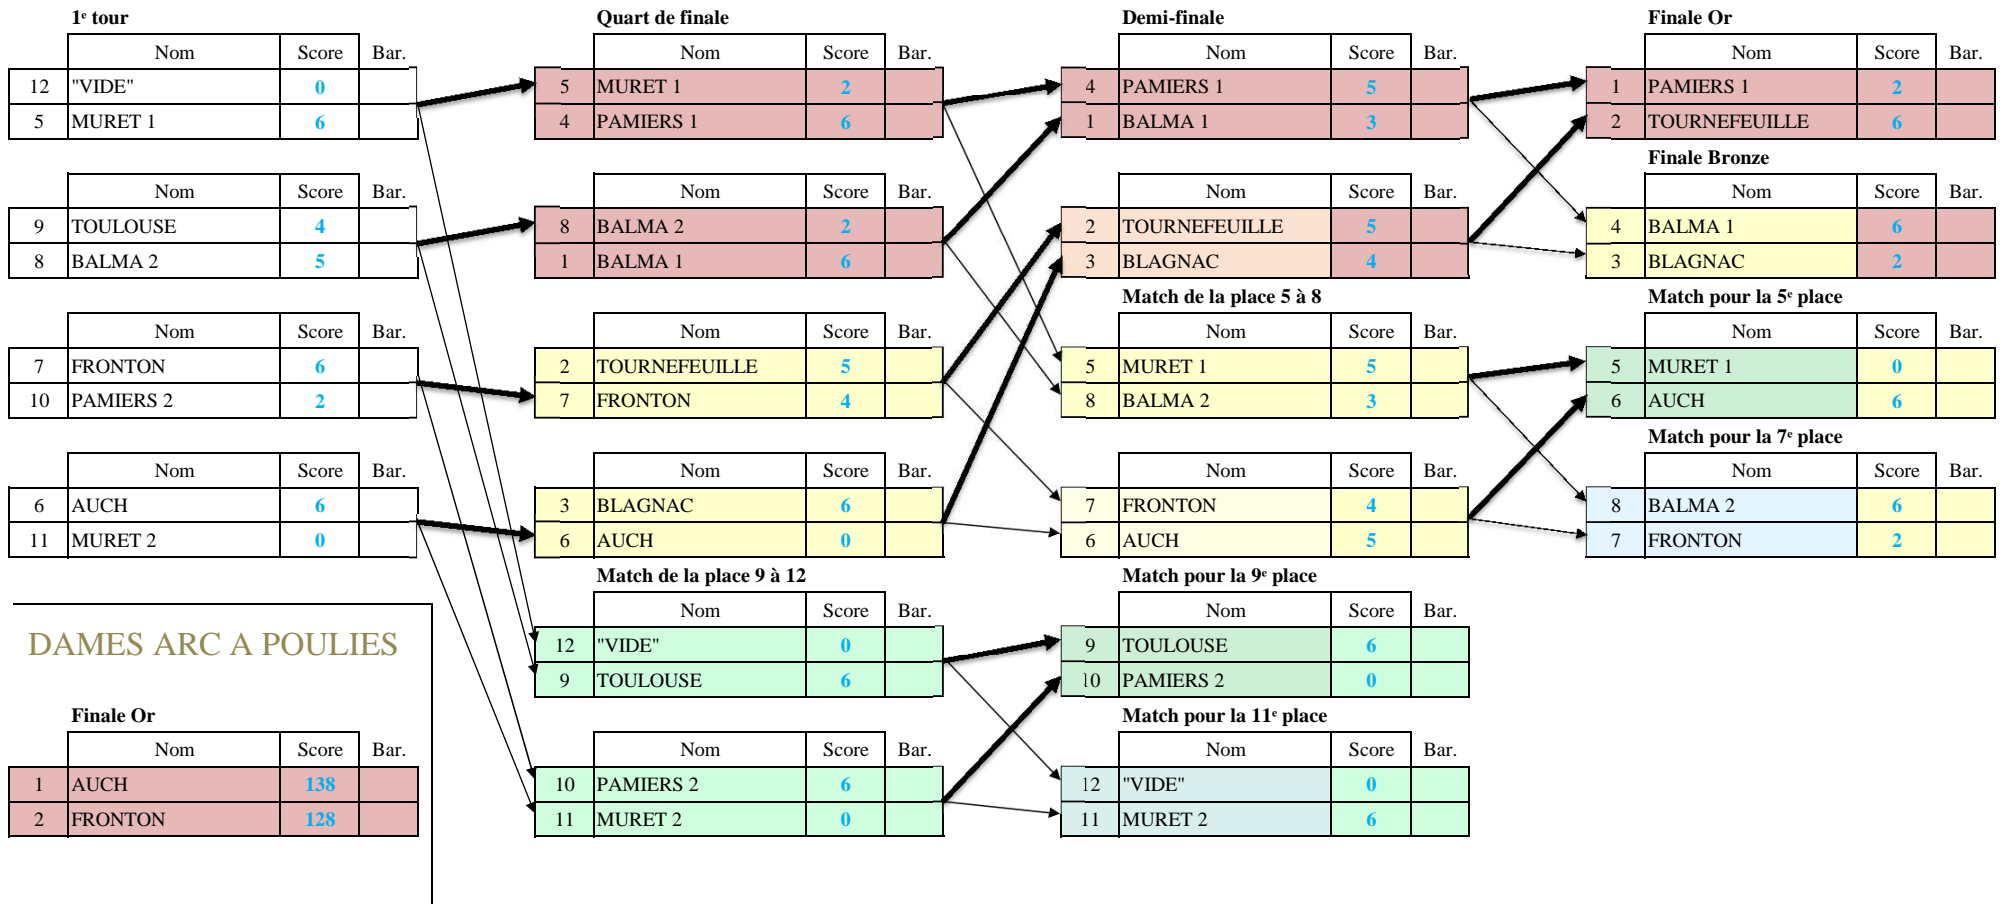 1e tour Quart de finale Demi-finale Finale Or
Nom Score Bar. Nom Score Bar. Nom Score Bar. Nom Score Bar.
12 "VIDE" 0 5 MURET 1 2 4 PAMIERS 1 5 1 PAMIERS 1 2
5 MURET 1 6 4 PAMIERS 1 6 1 BALMA 1 3 2 TOURNEFEUILLE 6
Finale Bronze
Nom Score Bar. Nom Score Bar. Nom Score Bar. Nom Score Bar.
9 TOULOUSE 4 8 BALMA 2 2 2 TOURNEFEUILLE 5 4 BALMA 1 6
8 BALMA 2 5 1 BALMA 1 6 3 BLAGNAC 4 3 BLAGNAC 2
Match de la place 5 à 8 Match pour la 5e place
Nom Score Bar. Nom Score Bar. Nom Score Bar. Nom Score Bar.
7 FRONTON 6 2 TOURNEFEUILLE 5 5 MURET 1 5 5 MURET 1 0
10 PAMIERS 2 2 7 FRONTON 4 8 BALMA 2 3 6 AUCH 6
Match pour la 7e place
Nom Score Bar. Nom Score Bar. Nom Score Bar. Nom Score Bar.
6 AUCH 6 3 BLAGNAC 6 7 FRONTON 4 8 BALMA 2 6
11 MURET 2 0 6 AUCH 0 6 AUCH 5 7 FRONTON 2
Match de la place 9 à 12 Match pour la 9e place
Nom Score Bar. Nom Score Bar.
DAMES ARC A POULIES 12 "VIDE" 0 9 TOULOUSE 6
9 TOULOUSE 6 10 PAMIERS 2 0
Finale Or Match pour la 11e place
Nom Score Bar. Nom Score Bar. Nom Score Bar.
1 AUCH 138 10 PAMIERS 2 6 12 "VIDE" 0
2 FRONTON 128 11 MURET 2 0 11 MURET 2 6